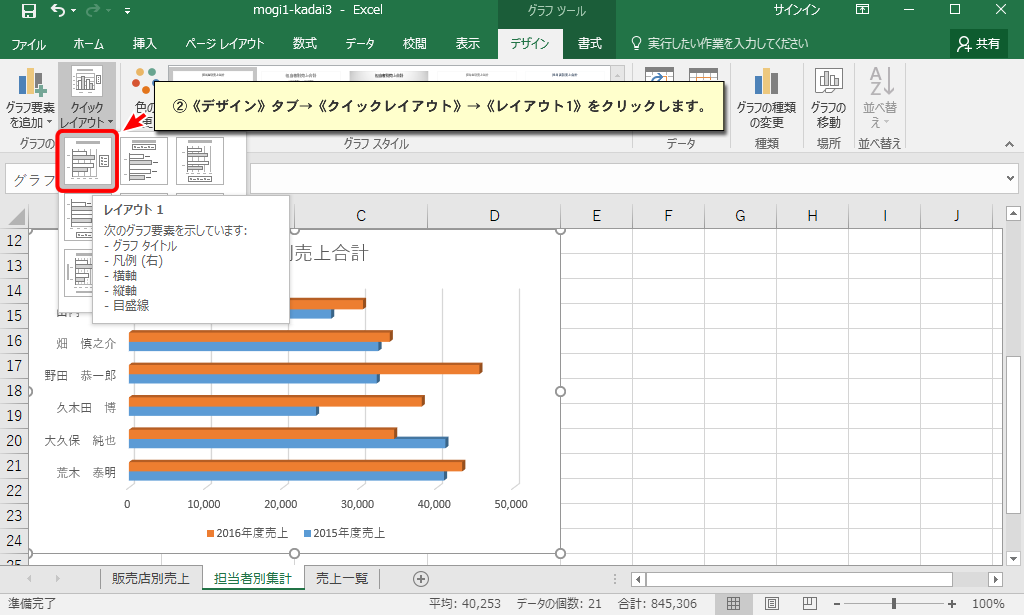 mogi1-kadai3 - Excel
グラフ ツール
サインイン
ファイル
ホーム
挿入
ページ レイアウト
数式
データ
校閲
表示
デザイン
書式
実行したい作業を入力してください
共有
グラフ要素
を追加
クイック
レイアウト
色の
②《デザイン》タブ→《クイックレイアウト》→《レイアウト1》をクリックします。
グラフの種類
の変更
グラフの
移動
並べ替
え
グラフの
グラフ スタイル
データ
種類
場所
並べ替え
グラフ
レイアウト 1
次のグラフ要素を示しています:
- グラフ タイトル
- 凡例 (右)
- 横軸
- 縦軸
- 目盛線
C
D
E
F
G
H
I
J
12
13
14
15
16
17
18
19
20
21
22
23
24
25
別売上合計
畑 慎之介
野田 恭一郎
久木田 博
大久保 純也
荒木 泰明
0
10,000
20,000
30,000
40,000
50,000
2016年度売上
2015年度売上
販売店別売上
担当者別集計
売上一覧
準備完了
平均: 40,253
データの個数: 21
合計: 845,306
100%